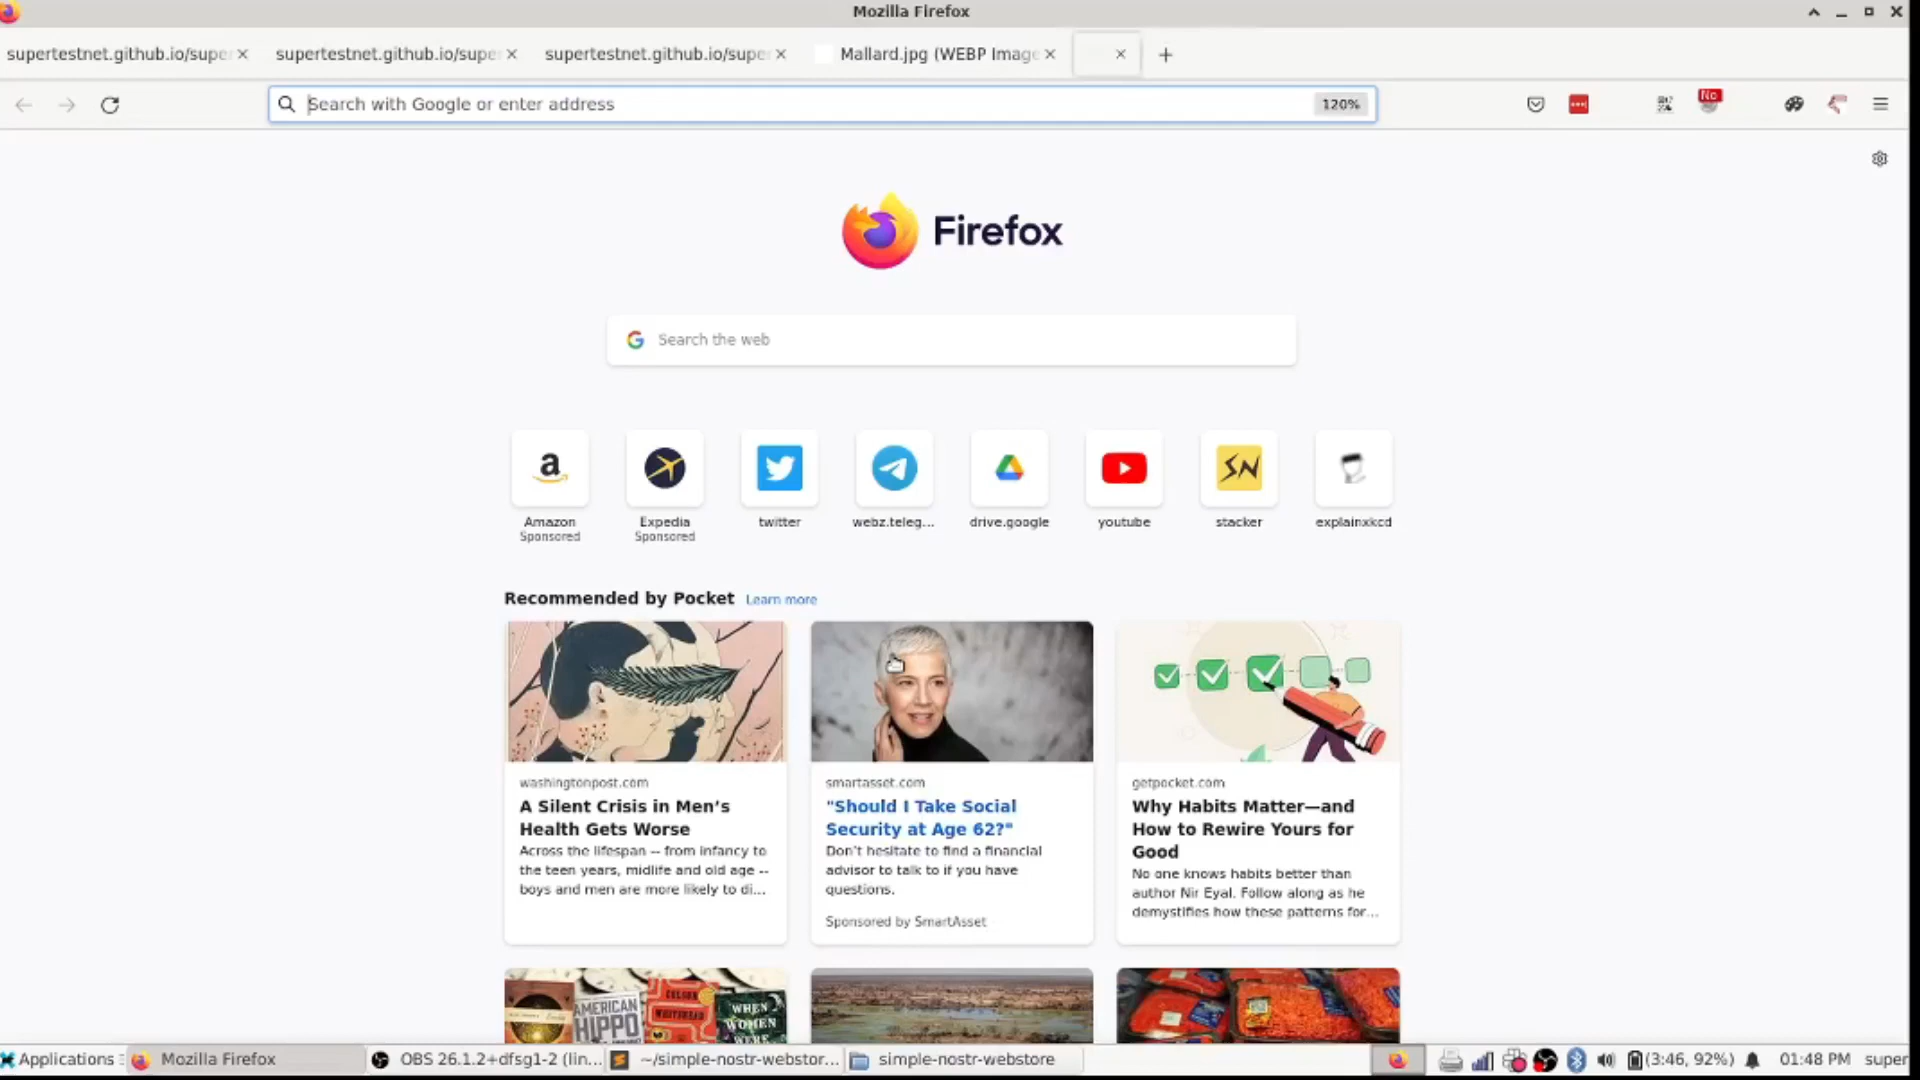 Mozilla Firefox
supertestnet.github.io/super
supertestnet.github.io/super
supertestnet.github.io/super
Mallard.jpg (WEBP Image
Search with Google or enter address
120%
No
Firefox
Search the web
a
SN
Amazon
Sponsored
Expedia
Sponsored
twitter
webz.teleg...
drive.google
youtube
stacker
explainxkcd
Recommended by Pocket Learn more
washingtonpost.com
A Silent Crisis in Men's
Health Gets Worse
Across the lifespan -- from infancy to
the teen years, midlife and old age --
boys and men are more likely to di...
smartasset.com
"Should I Take Social
Security at Age 62?"
Don't hesitate to find a financial
advisor to talk to if you have
questions.
Sponsored by SmartAsset
getpocket.com
Why Habits Matter—and
How to Rewire Yours for
Good
No one knows habits better than
author Nir Eyal. Follow along as he
demystifies how these patterns for...
AMERICAN
HIPPO
COLSON
WHITEHEAD
WHEN
WOMEN
WERE
Applications
Mozilla Firefox
OBS 26.1.2+dfsg1-2 (lin...
~/simple-nostr-webstor...
simple-nostr-webstore
(3:46, 92%)
01:48 PM
super